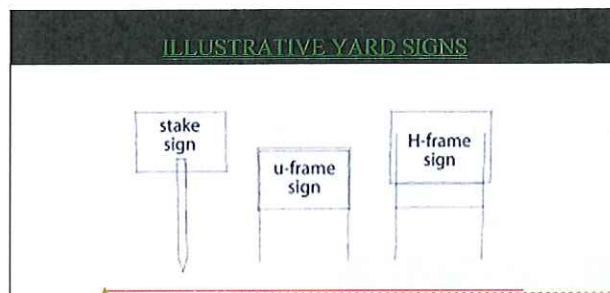 ILLUSTRATIVE YARD SIGNS
stake
sign
u-frame
sign
H-frame
sign